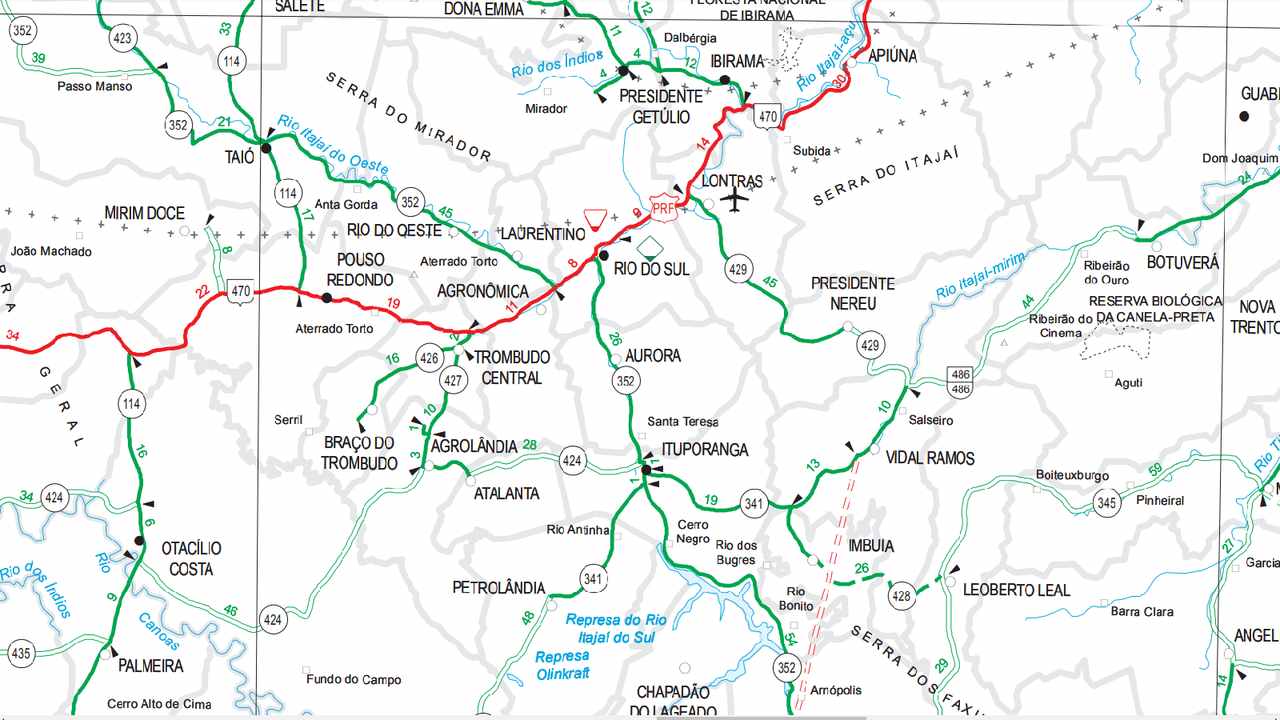 SALETE
DONA EMMA
FLORESTA NACIONAL
DE IBIRAMA
352
423
33
11
12
39
114
Dalbérgia
4
12
IBIRAMA
Rio Itajaí-açu
APIÚNA
30
Passo Manso
Rio dos Índios
4
Mirador
PRESIDENTE
GETÚLIO
470
GUABI
352
21
Rio Itajaí do Oeste
SERRA DO MIRADOR
14
Subida
SERRA DO ITAJAÍ
TAIÓ
Dom Joaquim
24
114
17
Anta Gorda
352
45
LONTRAS
PRF
9
MIRIM DOCE
8
João Machado
RIO DO OESTE
LAURENTINO
RIO DO SUL
429
45
BOTUVERÁ
POUSO
REDONDO
Aterrado Torto
AGRONÔMICA
8
11
Rio Itajaí-mirim
Ribeirão
do Ouro
44
RESERVA BIOLÓGICA
DA CANELA-PRETA
Ribeirão do
Cinema
NOVA
TRENTO
PRESIDENTE
NEREU
22
470
19
Aterrado Torto
34
2
26
AURORA
429
16
426
TROMBUDO
CENTRAL
427
352
486
486
Aguti
GERAL
114
10
10
Serril
1
Santa Teresa
Salseiro
BRAÇO DO
TROMBUDO
3
AGROLÂNDIA
28
424
ITUPORANGA
1
VIDAL RAMOS
16
ATALANTA
1
13
Boiteuxburgo
59
345
Pinheiral
34
424
6
19
341
Rio Antinha
Cerro
Negro
Rio dos
Bugres
IMBUIA
27
OTACÍLIO
COSTA
Rio
Rio dos Índios
26
428
LEOBERTO LEAL
Garcia
PETROLÂNDIA
341
9
46
424
Canoas
48
Represa do Rio
Itajaí do Sul
Rio
Bonito
Barra Clara
54
SERRA DOS FAXI
435
PALMEIRA
Represa
Olinkraft
352
29
ANGEL
14
Fundo do Campo
CHAPADÃO
DO LAGEADO
Arnópolis
Cerro Alto de Cima